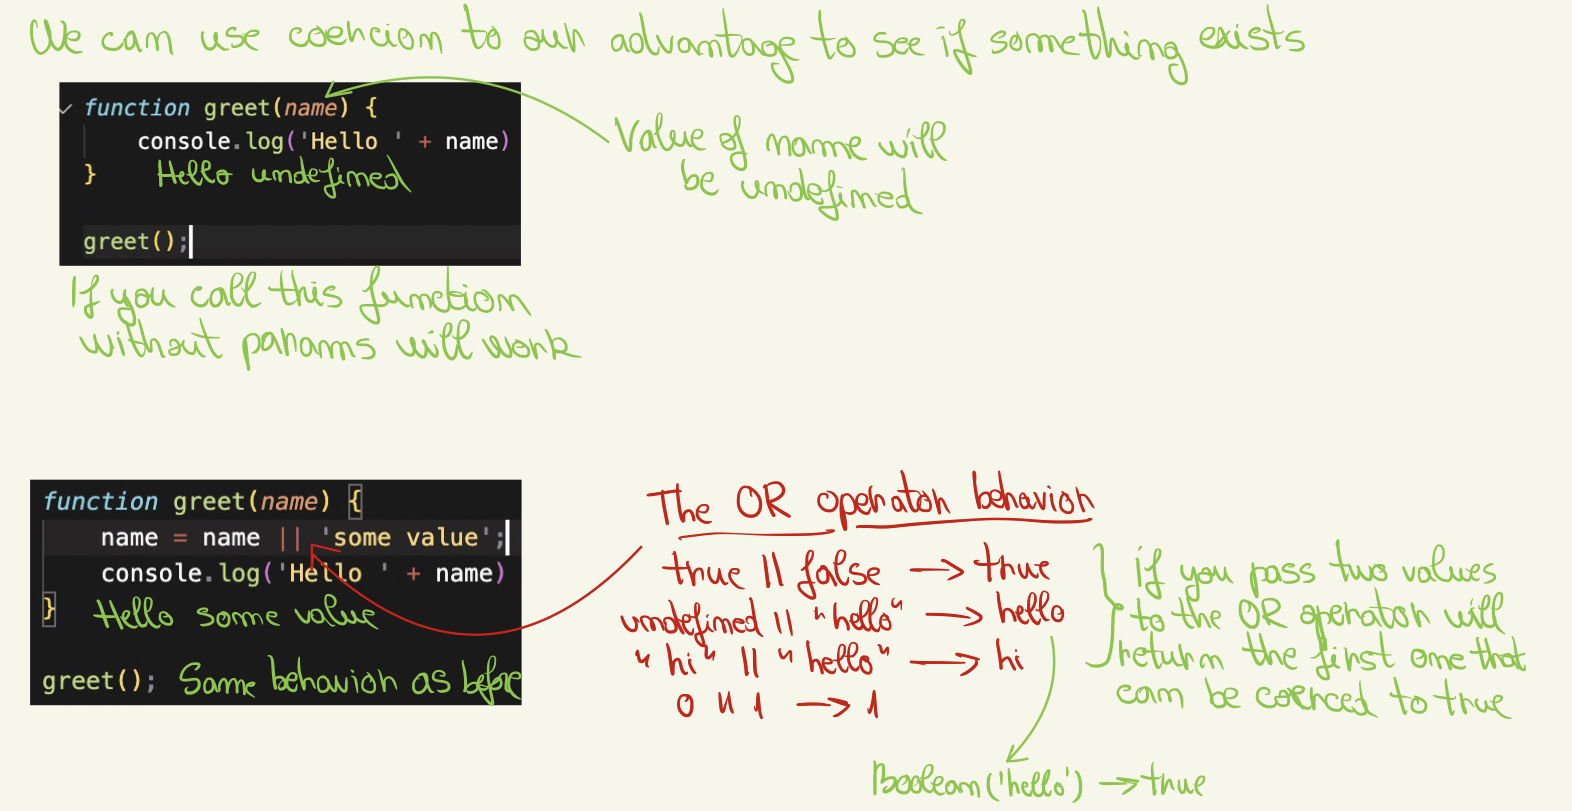 We can use coercion to our advantage to see if something exists
function greet(name) {
console.log('Hello ' + name)
} Hello undefined
greet();
Value of name will
be undefined
If you call this function
without params will work
function greet(name) {
name = name || 'some value';
console.log('Hello ' + name)
} Hello some value
greet(); Same behavior as before
The OR operator behavior
true || false → true
undefined || "hello" → hello
"hi" || "hello" → hi
0 || 1 → 1
if you pass two values
to the OR operator will
return the first one that
can be coerced to true
Boolean('hello') → true